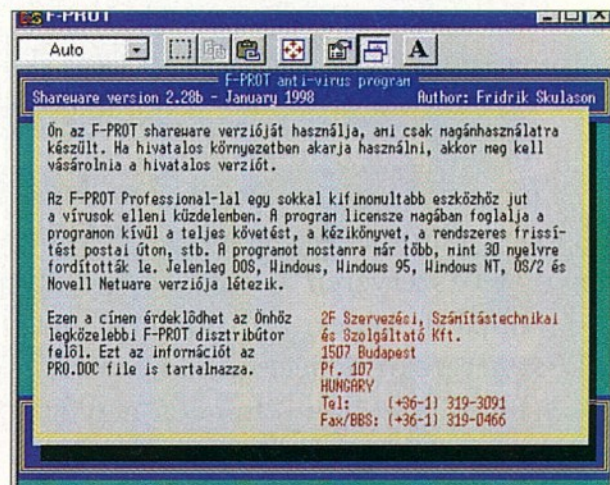 F-PROT
Auto
A
F-PROT anti-virus program
Shareware version 2.28b - January 1998 Author: Fridrik Skulason
Ön az F-PROT shareware verzióját használja, ami csak magánhasználatra
készült. Ha hivatalos környezetben akarja használni, akkor meg kell
vásárolnia a hivatalos verziót.
Az F-PROT Professional-lal egy sokkal kifinomultabb eszközhöz jut
a vírusok elleni küzdelemben. A program licensze magában foglalja a
programon kívül a teljes követést, a kézikönyvet, a rendszeres frissí-
tést postai úton, stb. A programot mostanra már több, mint 30 nyelvre
fordították le. Jelenleg DOS, Windows, Windows 95, Windows NT, OS/2 és
Novell Netware verziója létezik.
Ezen a címen érdeklődhet az Önhöz
legközelebbi F-PROT disztribútor
felől. Ezt az információt az
PRO.DOC file is tartalmazza.
2F Szervezési, Számítástechnikai
és Szolgáltató Kft.
1507 Budapest
Pf. 107
HUNGARY
Tel: (+36-1) 319-3091
Fax/BBS: (+36-1) 319-0466